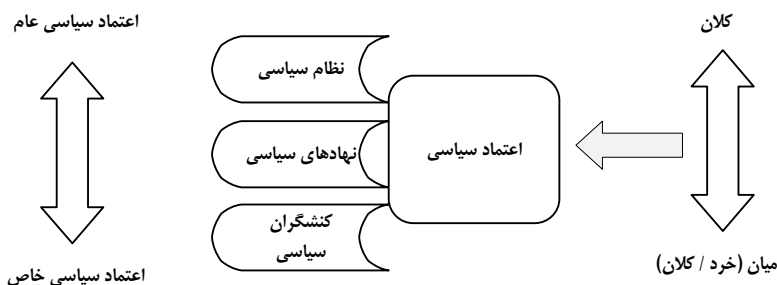 کلان
اعتماد سیاسی عام
نظام سیاسی
اعتماد سیاسی
نهادهای سیاسی
کنشگران
سیاسی
میان (خرد / کلان)
اعتماد سیاسی خاص